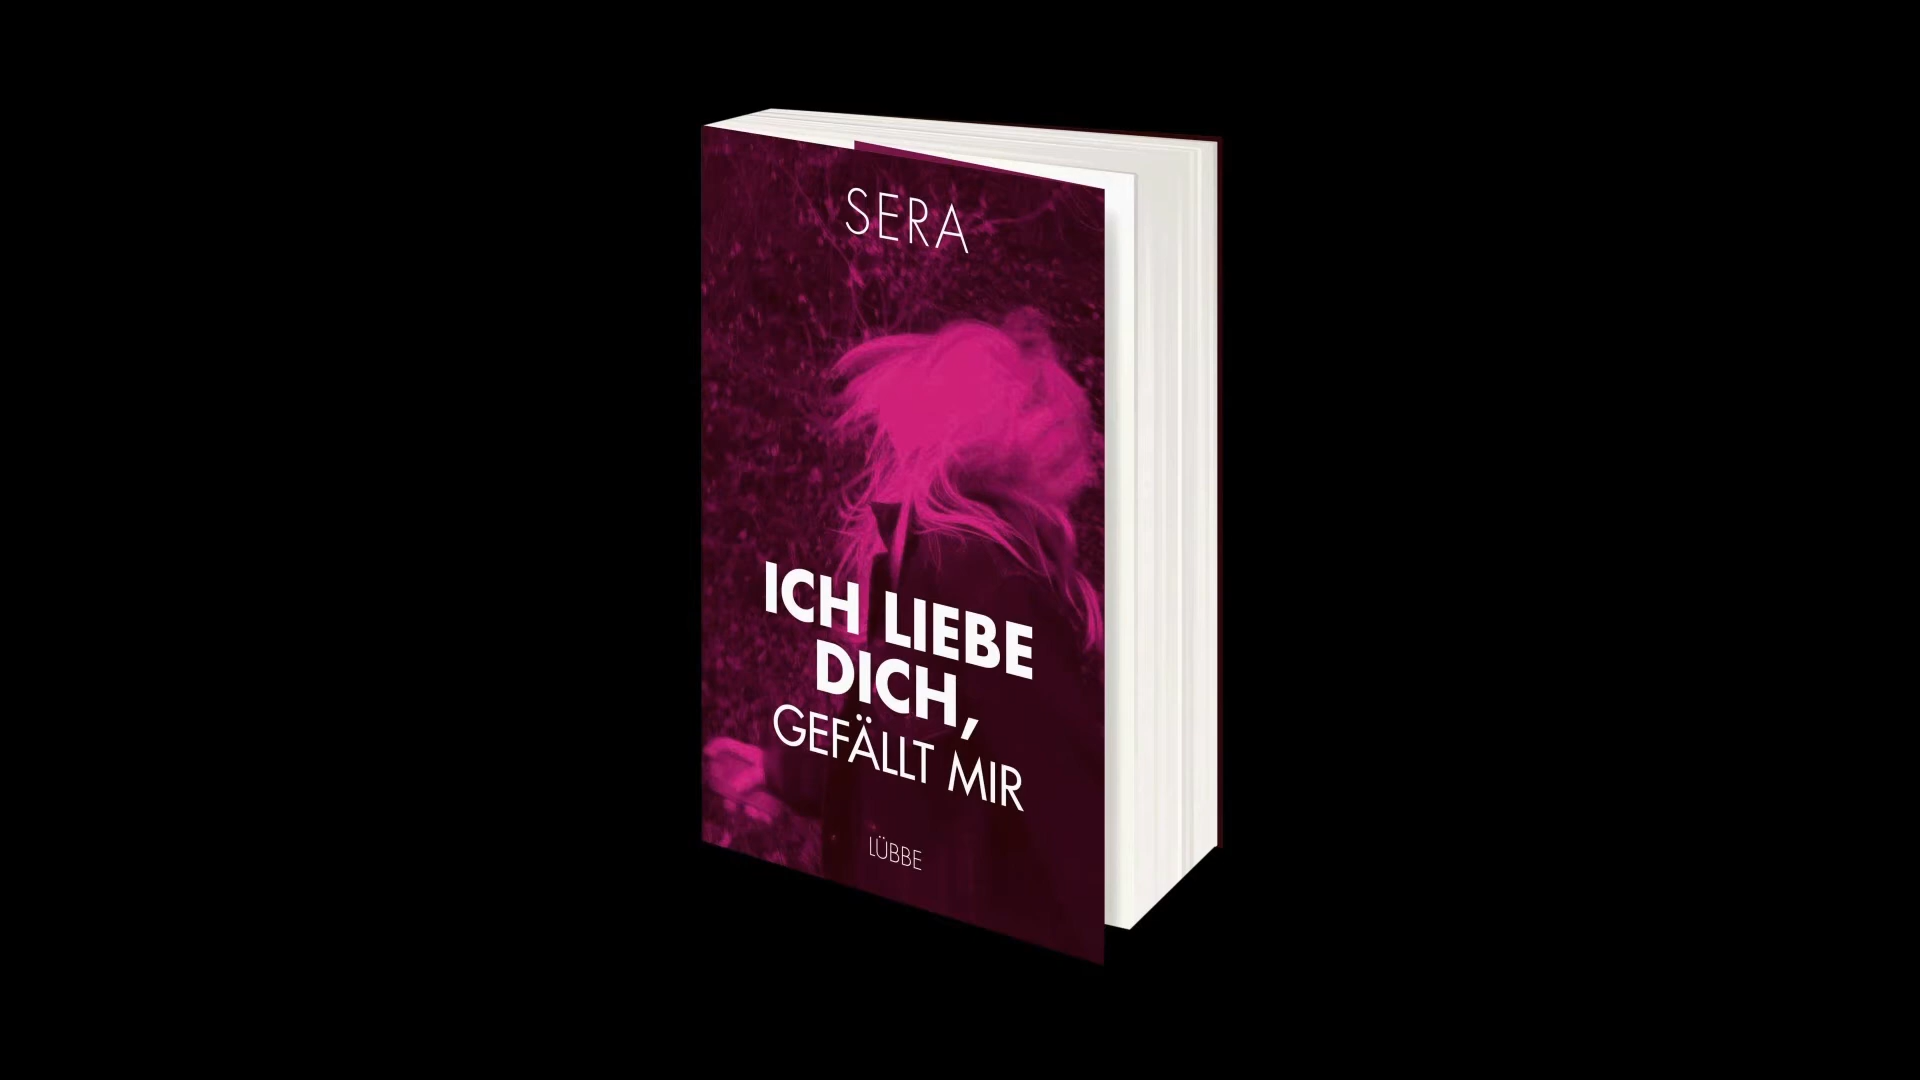 SERA
ICH LIEBE
DICH,
GEFÄLLT MIR
LÜBBE